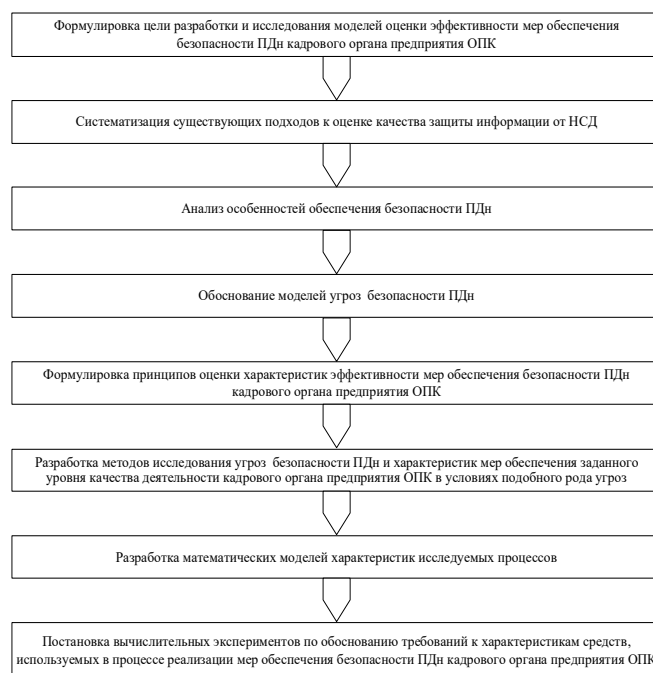 Формулировка цели разработки и исследования моделей оценки эффективности мер обеспечения
безопасности ПДн кадрового органа предприятия ОПК
Систематизация существующих подходов к оценке качества защиты информации от НСД
Анализ особенностей обеспечения безопасности ПДн
Обоснование моделей угроз безопасности ПДн
Формулировка принципов оценки характеристик эффективности мер обеспечения безопасности ПДн
кадрового органа предприятия ОПК
Разработка методов исследования угроз безопасности ПДн и характеристик мер обеспечения заданного
уровня качества деятельности кадрового органа предприятия ОПК в условиях подобного рода угроз
Разработка математических моделей характеристик исследуемых процессов
Постановка вычислительных экспериментов по обоснованию требований к характеристикам средств,
используемых в процессе реализации мер обеспечения безопасности ПДн кадрового органа предприятия ОПК